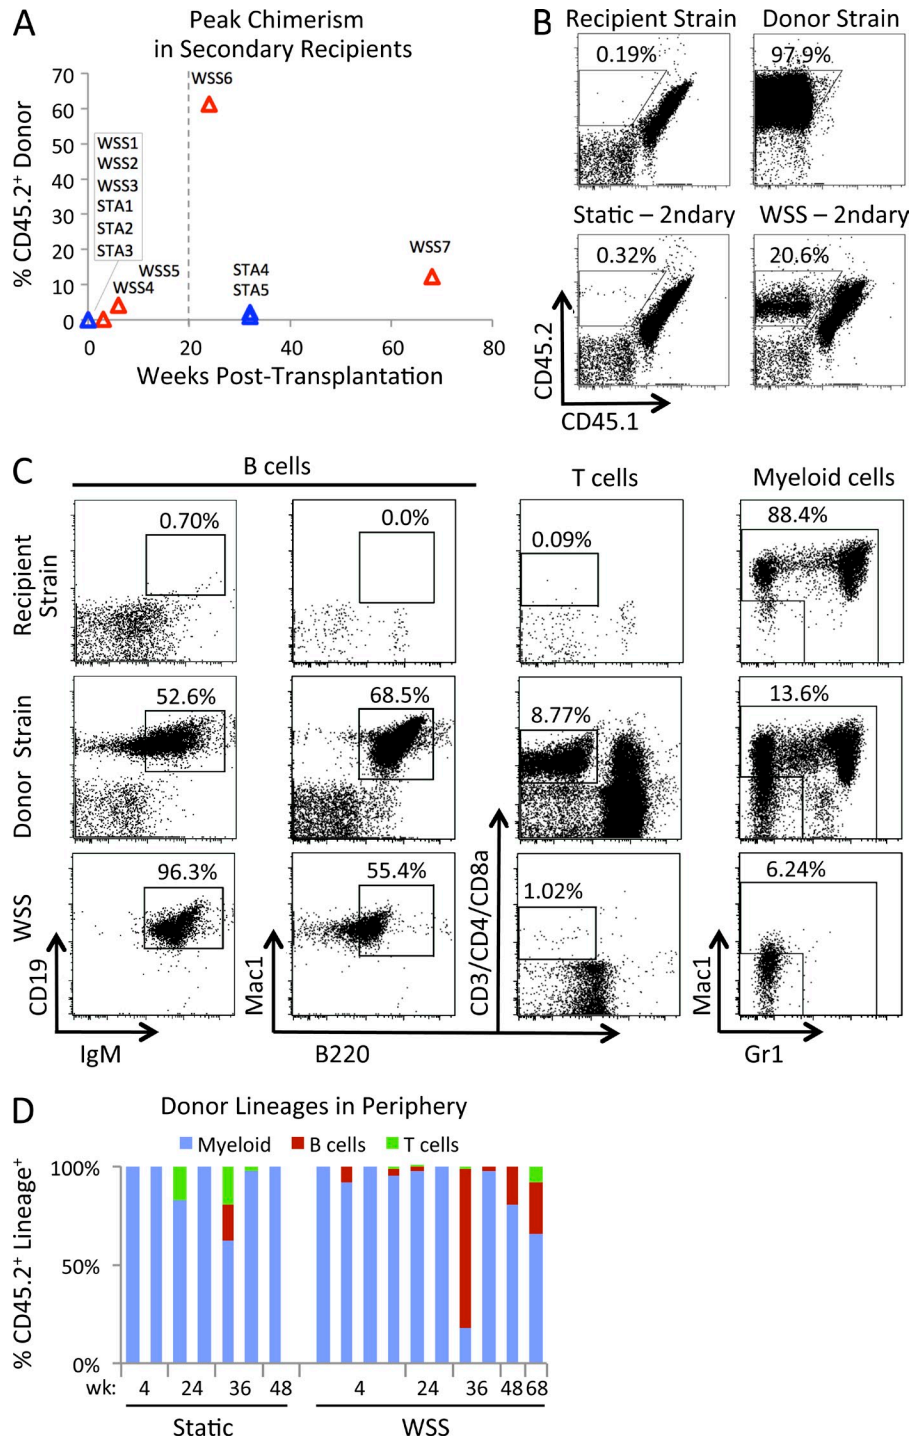 A
Peak Chimerism
in Secondary Recipients
% CD45.2+ Donor
70
60
50
40
30
20
10
0
WSS6
WSS1
WSS2
WSS3
STA1
STA2
STA3
WSS5
WSS4
STA4
STA5
WSS7
0 20 40 60 80
Weeks Post-Transplantation
B
Recipient Strain Donor Strain
0.19% 97.9%
Static – 2ndary WSS – 2ndary
0.32% 20.6%
CD45.2
CD45.1
C
B cells T cells Myeloid cells
Recipient
Strain
0.70% 0.0% 0.09% 88.4%
Donor Strain
52.6% 68.5% 8.77% 13.6%
WSS
96.3% 55.4% 1.02% 6.24%
CD19
IgM
Mac1
B220
CD3/CD4/CD8a
Mac1
Gr1
D
Donor Lineages in Periphery
Myeloid B cells T cells
% CD45.2+ Lineage+
100%
50%
0%
wk: 4 24 36 48 4 24 36 48 68
Static WSS